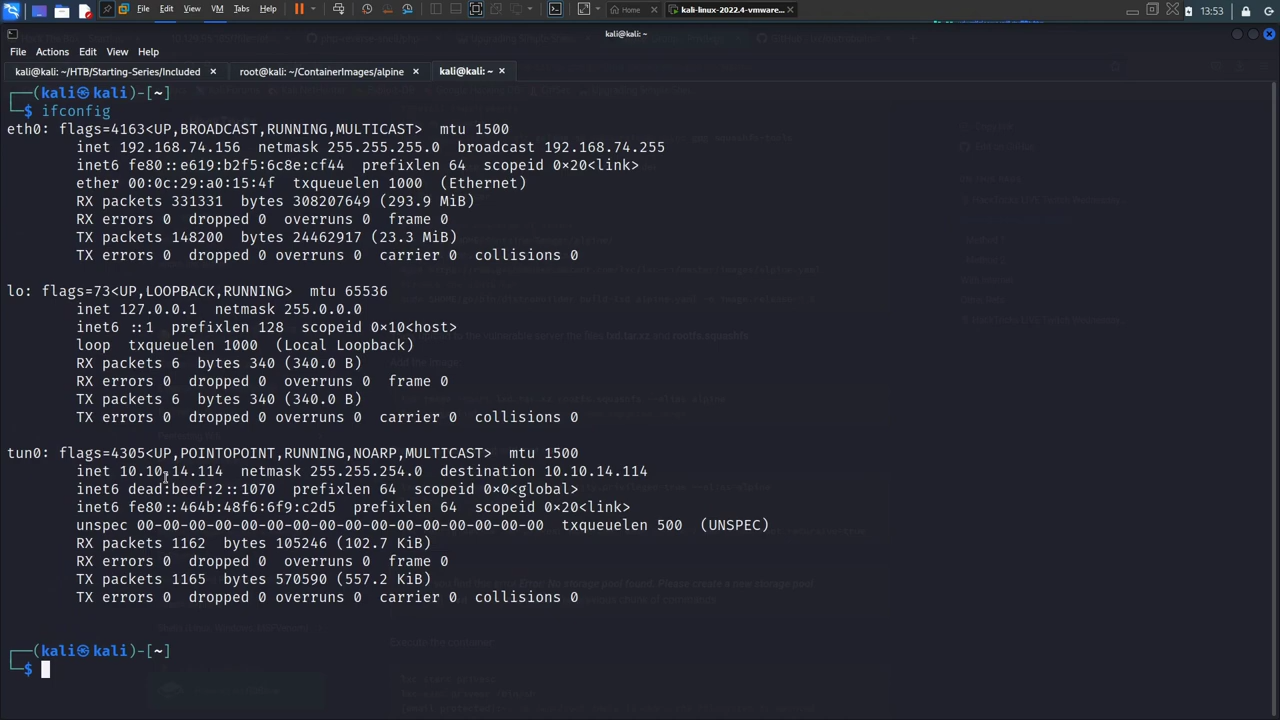 File Edit View VM Tabs Help
Home
kali-linux-2022.4-vmware...
13:53
kali@kali: ~
File Actions Edit View Help
kali@kali: ~/HTB/Starting-Series/Included
root@kali: ~/ContainerImages/alpine
kali@kali: ~
┌──(kali㉿kali)-[~]
└─$ ifconfig
eth0: flags=4163<UP,BROADCAST,RUNNING,MULTICAST>  mtu 1500
inet 192.168.74.156  netmask 255.255.255.0  broadcast 192.168.74.255
inet6 fe80::e619:b2f5:6c8e:cf44  prefixlen 64  scopeid 0×20<link>
ether 00:0c:29:a0:15:4f  txqueuelen 1000  (Ethernet)
RX packets 331331  bytes 308207649 (293.9 MiB)
RX errors 0  dropped 0  overruns 0  frame 0
TX packets 148200  bytes 24462917 (23.3 MiB)
TX errors 0  dropped 0 overruns 0  carrier 0  collisions 0
lo: flags=73<UP,LOOPBACK,RUNNING>  mtu 65536
inet 127.0.0.1  netmask 255.0.0.0
inet6 ::1  prefixlen 128  scopeid 0×10<host>
loop  txqueuelen 1000  (Local Loopback)
RX packets 6  bytes 340 (340.0 B)
RX errors 0  dropped 0  overruns 0  frame 0
TX packets 6  bytes 340 (340.0 B)
TX errors 0  dropped 0 overruns 0  carrier 0  collisions 0
tun0: flags=4305<UP,POINTOPOINT,RUNNING,NOARP,MULTICAST>  mtu 1500
inet 10.10.14.114  netmask 255.255.254.0  destination 10.10.14.114
inet6 dead:beef:2::1070  prefixlen 64  scopeid 0×0<global>
inet6 fe80::464b:48f6:6f9:c2d5  prefixlen 64  scopeid 0×20<link>
unspec 00-00-00-00-00-00-00-00-00-00-00-00-00-00-00-00  txqueuelen 500  (UNSPEC)
RX packets 1162  bytes 105246 (102.7 KiB)
RX errors 0  dropped 0  overruns 0  frame 0
TX packets 1165  bytes 570590 (557.2 KiB)
TX errors 0  dropped 0 overruns 0  carrier 0  collisions 0
┌──(kali㉿kali)-[~]
└─$